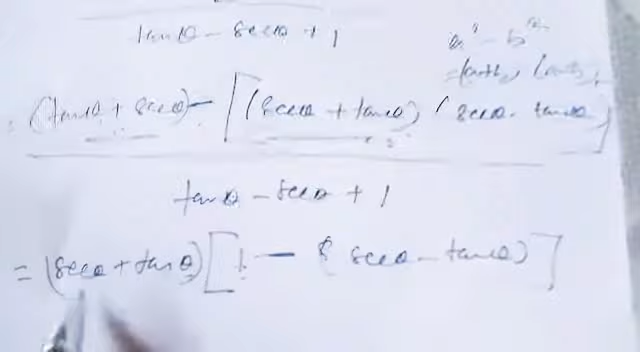 tanθ - secθ + 1
a² - b²
= (a+b) (a-b)
= (tanθ + secθ) - [(secθ + tanθ) (secθ - tanθ)]
tanθ - secθ + 1
= (secθ + tanθ) [1 - (secθ - tanθ)]